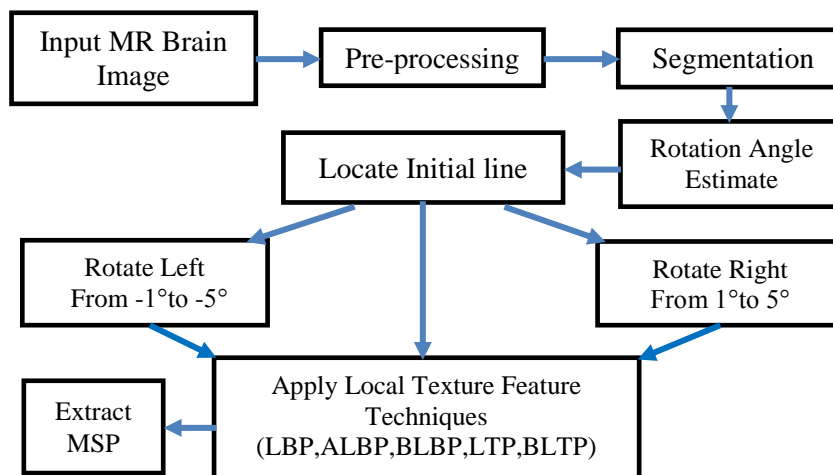 Input MR Brain
Image
Pre-processing
Segmentation
Rotation Angle
Estimate
Locate Initial line
Rotate Left
From -1°to -5°
Rotate Right
From 1°to 5°
Apply Local Texture Feature
Techniques
(LBP,ALBP,BLBP,LTP,BLTP)
Extract
MSP